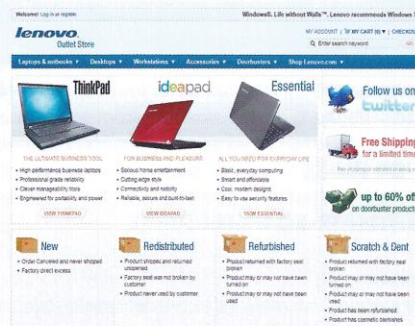 Welcome! Log in or register.
Windows®. Life without Walls™. Lenovo recommends Windows
MY ACCOUNT | MY CART (0) ▼ | CHECKOUT
lenovo
Outlet Store
Enter search keyword
Laptops & netbooks ▼ Desktops ▼ Workstations ▼ Accessories ▼ Doorbusters ▼ Shop Lenovo.com ▼
ThinkPad
THE ULTIMATE BUSINESS TOOL
• High performance business laptops
• Professional grade reliability
• Clever manageability tools
• Engineered for portability and power
VIEW THINKPAD
ideapad
FOR BUSINESS AND PLEASURE
• Serious home entertainment
• Cutting edge style
• Connectivity and mobility
• Reliable, secure and built-to-last
VIEW IDEAPAD
Essential
ALL YOU NEED FOR EVERYDAY LIFE
• Basic, everyday computing
• Smart and affordable
• Cool, modern designs
• Easy to use security features
VIEW ESSENTIAL
Follow us on
twitter
Free Shipping
for a limited time
up to 60% off
on doorbuster product
New
• Order Canceled and never shipped
• Factory direct excess
Redistributed
• Product shipped and returned
unopened
• Factory seal was not broken by
customer
• Product never used by customer
Refurbished
• Product returned with factory seal
broken
• Product may or may not have been
turned on
• Product may or may not have been
used
Scratch & Dent
• Product returned with factory seal
broken
• Product may or may not have been
turned on
• Product may or may not have been
used
• Product has been refurbished
• Product has cosmetic blemishes